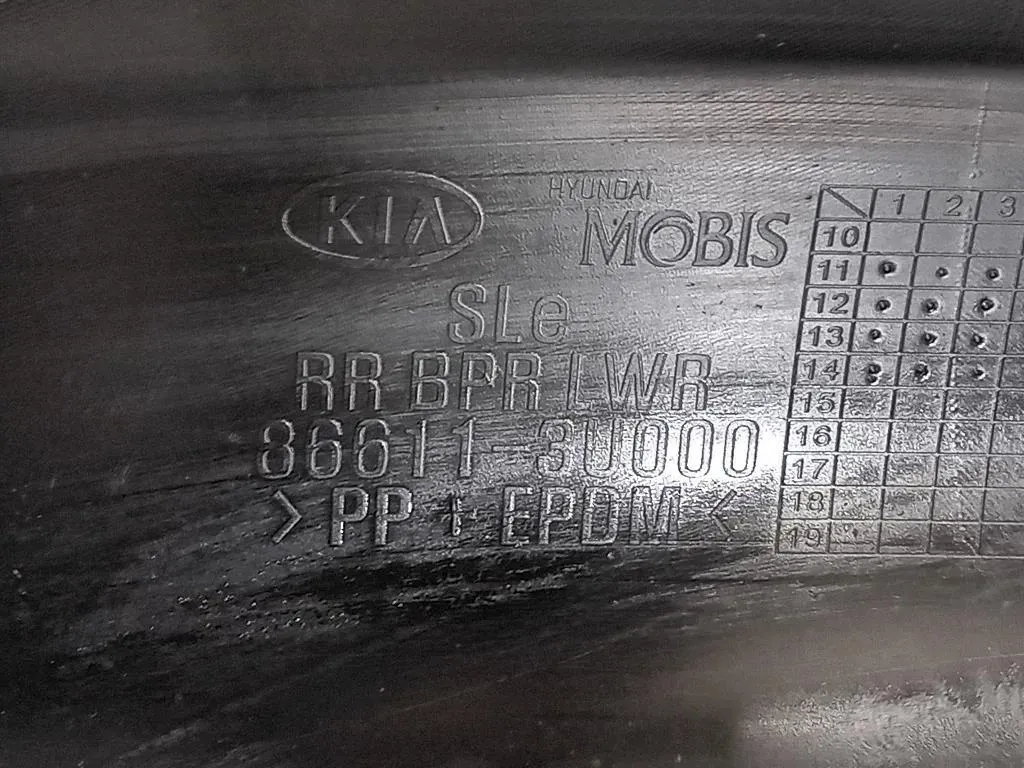 KIA
HYUNDAI
MOBIS
SLe
RR BPR LWR
86611-3U000
>PP+EPDM<
1 2 3
10
11
12
13
14
15
16
17
18
19